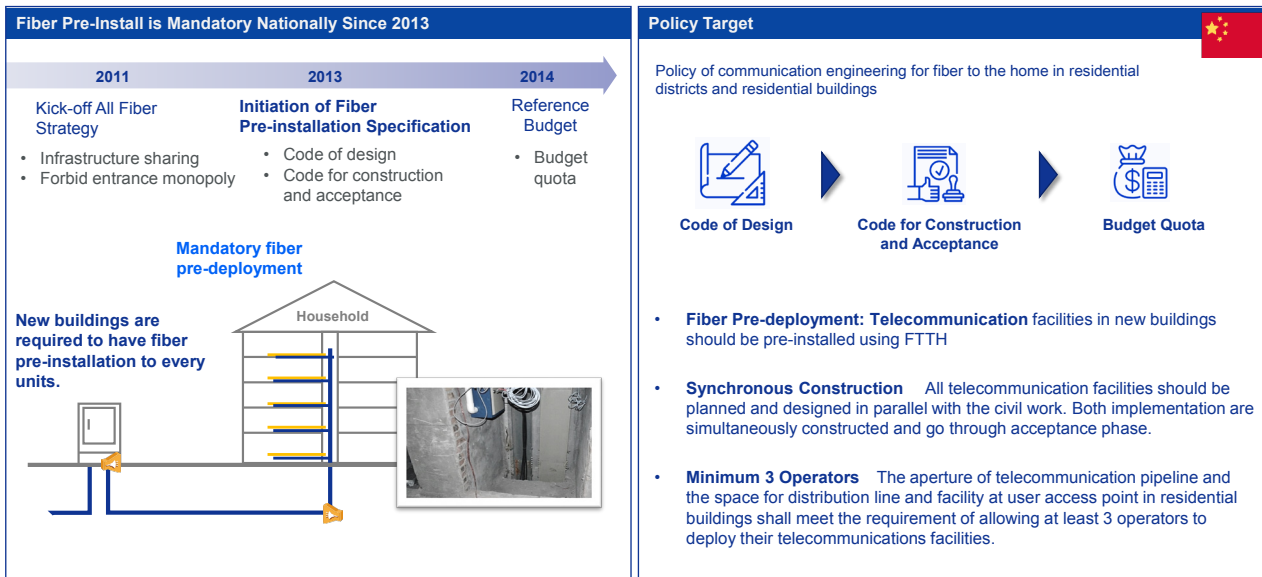 Fiber Pre-Install is Mandatory Nationally Since 2013
2011
2013
2014
Kick-off All Fiber
Strategy
• Infrastructure sharing
• Forbid entrance monopoly
Initiation of Fiber
Pre-installation Specification
• Code of design
• Code for construction
and acceptance
Reference
Budget
• Budget
quota
Mandatory fiber
pre-deployment
Household
New buildings are
required to have fiber
pre-installation to every
units.
Policy Target
Policy of communication engineering for fiber to the home in residential
districts and residential buildings
Code of Design
Code for Construction
and Acceptance
Budget Quota
• Fiber Pre-deployment: Telecommunication facilities in new buildings
should be pre-installed using FTTH
• Synchronous Construction All telecommunication facilities should be
planned and designed in parallel with the civil work. Both implementation are
simultaneously constructed and go through acceptance phase.
• Minimum 3 Operators The aperture of telecommunication pipeline and
the space for distribution line and facility at user access point in residential
buildings shall meet the requirement of allowing at least 3 operators to
deploy their telecommunications facilities.